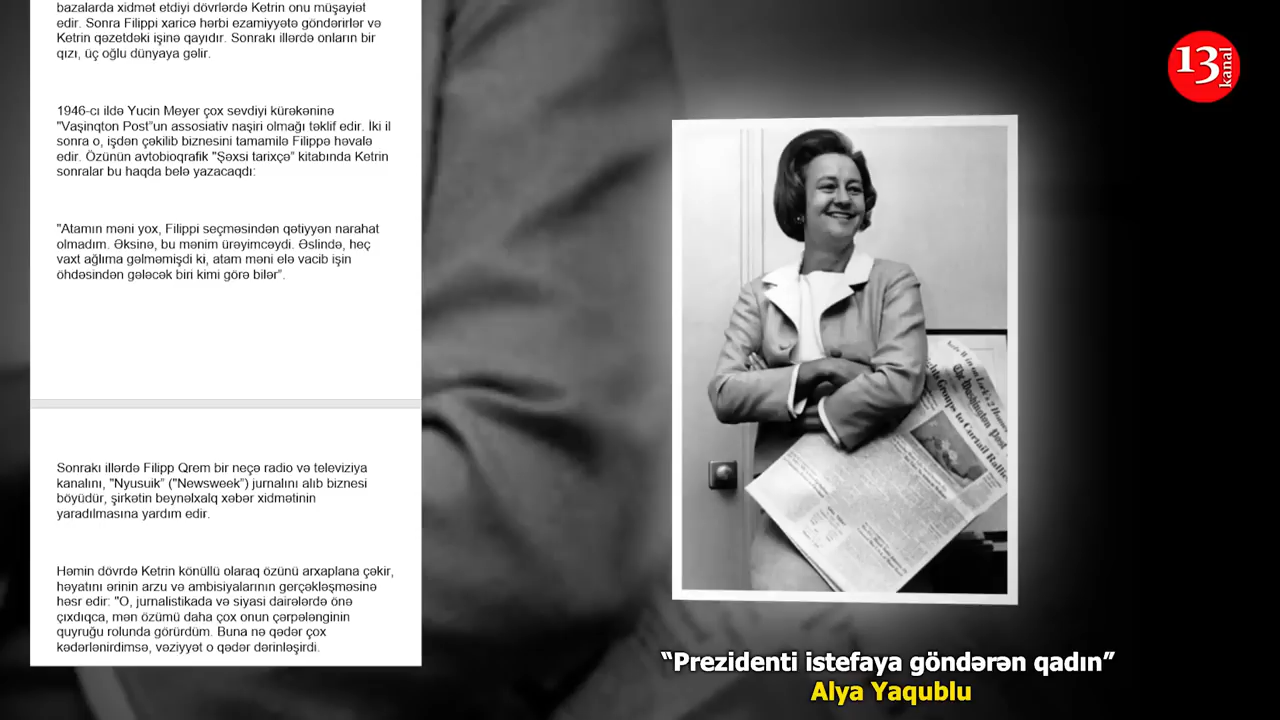 bazalarda xidmət etdiyi dövrlərdə Ketrin onu müşayiət
edir. Sonra Filippi xaricə hərbi ezamiyyətə göndərirlər və
Ketrin qəzetdəki işinə qayıdır. Sonrakı illərdə onların bir
qızı, üç oğlu dünyaya gəlir.
1946-cı ildə Yucin Meyer çox sevdiyi kürəkəninə
"Vaşinqton Post”un assosiativ naşiri olmağı təklif edir. İki il
sonra o, işdən çəkilib biznesini tamamilə Filippə həvalə
edir. Özünün avtobioqrafik "Şəxsi tarixçə” kitabında Ketrin
sonralar bu haqda belə yazacaqdı:
"Atamın məni yox, Filippi seçməsindən qətiyyən narahat
olmadım. Əksinə, bu mənim ürəyimcəydi. Əslində, heç
vaxt ağlıma gəlməmişdi ki, atam məni elə vacib işin
öhdəsindən gələcək biri kimi görə bilər”.
Sonrakı illərdə Filipp Qrem bir neçə radio və televiziya
kanalını, "Nyusuik” ("Newsweek”) jurnalını alıb biznesi
böyüdür, şirkətin beynəlxalq xəbər xidmətinin
yaradılmasına yardım edir.
Həmin dövrdə Ketrin könüllü olaraq özünü arxaplana çəkir,
həyatını ərinin arzu və ambisiyalarının gerçəkləşməsinə
həsr edir: "O, jurnalistikada və siyasi dairələrdə önə
çıxdıqca, mən özümü daha çox onun çərpələnginin
quyruğu rolunda görürdüm. Buna nə qədər çox
kədərlənirdimsə, vəziyyət o qədər dərinləşirdi.
13 kanal
The Washington Post
Groups to Curtail
“Prezidenti istefaya göndərən qadın”
Alya Yaqublu